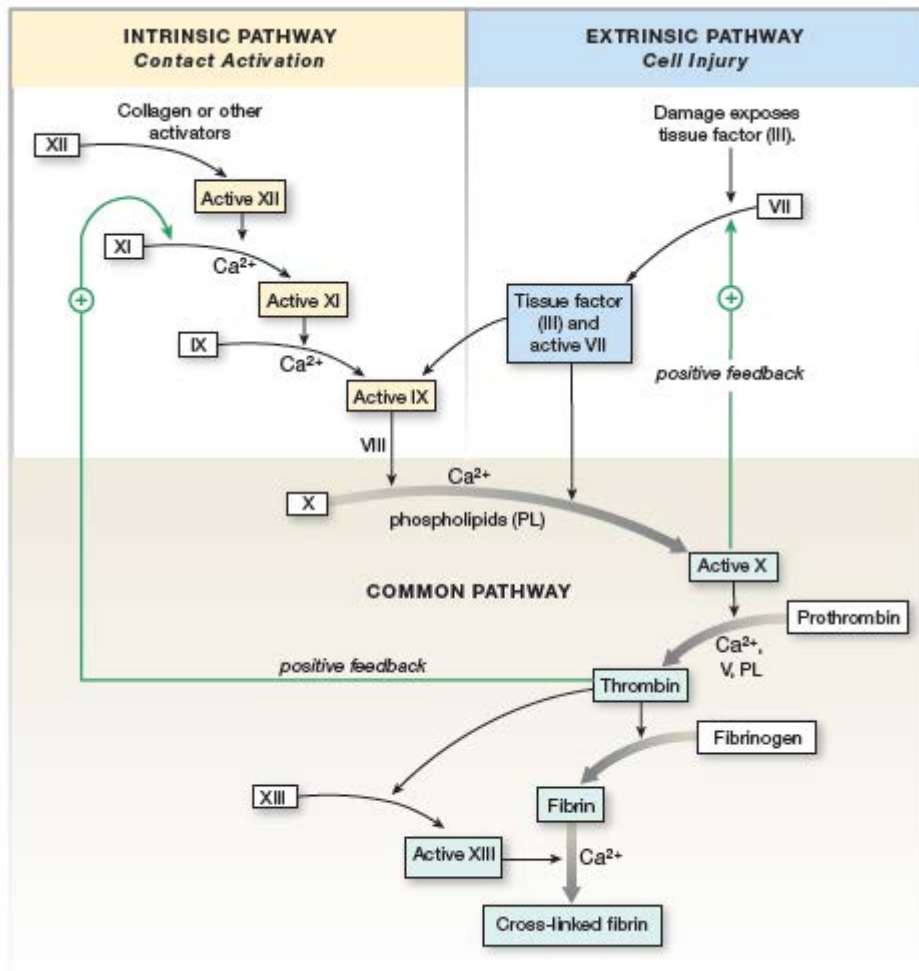 INTRINSIC PATHWAY
Contact Activation
EXTRINSIC PATHWAY
Cell Injury
Collagen or other
activators
XII
Active XII
XI
Ca²⁺
Active XI
IX
Ca²⁺
Active IX
VIII
Damage exposes
tissue factor (III).
VII
Tissue factor
(III) and
active VII
+
+
positive feedback
Ca²⁺
X
phospholipids (PL)
Active X
COMMON PATHWAY
Prothrombin
Ca²⁺,
V, PL
positive feedback
Thrombin
Fibrinogen
XIII
Fibrin
Active XIII
Ca²⁺
Cross-linked fibrin